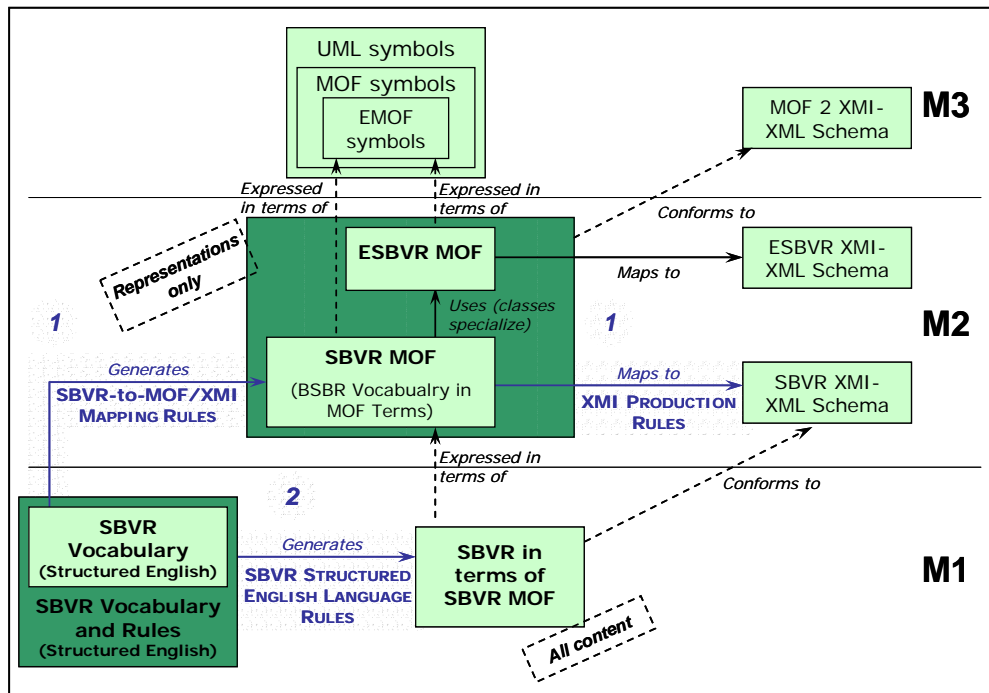 UML symbols
MOF symbols
EMOF
symbols
MOF 2 XMI-
XML Schema
M3
Expressed
in terms of
Expressed in
terms of
Conforms to
Representations
only
ESBVR MOF
Maps to
ESBVR XMI-
XML Schema
Uses (classes
specialize)
1
1
M2
Generates
SBVR-to-MOF/XMI
MAPPING RULES
SBVR MOF
(BSBR Vocabualry in
MOF Terms)
Maps to
XMI PRODUCTION
RULES
SBVR XMI-
XML Schema
Expressed in
terms of
2
Conforms to
SBVR
Vocabulary
(Structured English)
SBVR Vocabulary
and Rules
(Structured English)
Generates
SBVR STRUCTURED
ENGLISH LANGUAGE
RULES
SBVR in
terms of
SBVR MOF
M1
All content